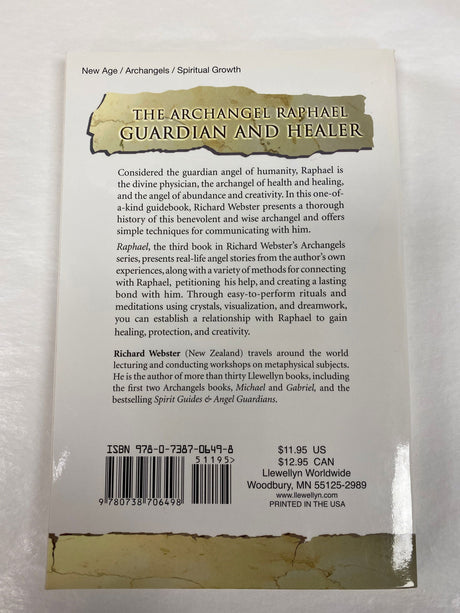 New Age / Archangels / Spiritual Growth
THE ARCHANGEL RAPHAEL
GUARDIAN AND HEALER
Considered the guardian angel of humanity, Raphael is
the divine physician, the archangel of health and healing,
and the angel of abundance and creativity. In this one-of-
a-kind guidebook, Richard Webster presents a thorough
history of this benevolent and wise archangel and offers
simple techniques for communicating with him.
Raphael, the third book in Richard Webster's Archangels
series, presents real-life angel stories from the author's own
experiences, along with a variety of methods for connecting
with Raphael, petitioning his help, and creating a lasting
bond with him. Through easy-to-perform rituals and
meditations using crystals, visualization, and dreamwork,
you can establish a relationship with Raphael to gain
healing, protection, and creativity.
Richard Webster (New Zealand) travels around the world
lecturing and conducting workshops on metaphysical subjects.
He is the author of more than thirty Llewellyn books, including
the first two Archangels books, Michael and Gabriel, and the
bestselling Spirit Guides & Angel Guardians.
ISBN 978-0-7387-0649-8
51195>
9 780738 706498
$11.95 US
$12.95 CAN
Llewellyn Worldwide
Woodbury, MN 55125-2989
www.llewellyn.com
PRINTED IN THE USA